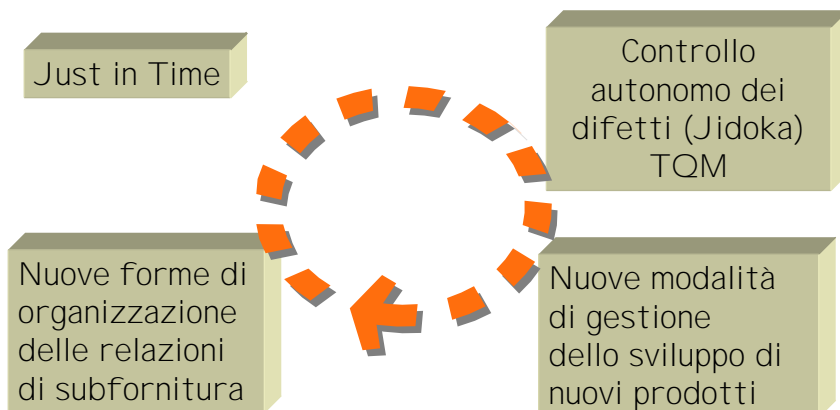 Just in Time
Controllo
autonomo dei
difetti (Jidoka)
TQM
Nuove forme di
organizzazione
delle relazioni
di subfornitura
Nuove modalità
di gestione
dello sviluppo di
nuovi prodotti